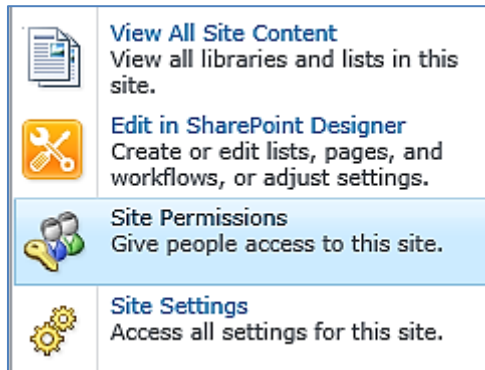 View All Site Content
View all libraries and lists in this
site.
Edit in SharePoint Designer
Create or edit lists, pages, and
workflows, or adjust settings.
Site Permissions
Give people access to this site.
Site Settings
Access all settings for this site.